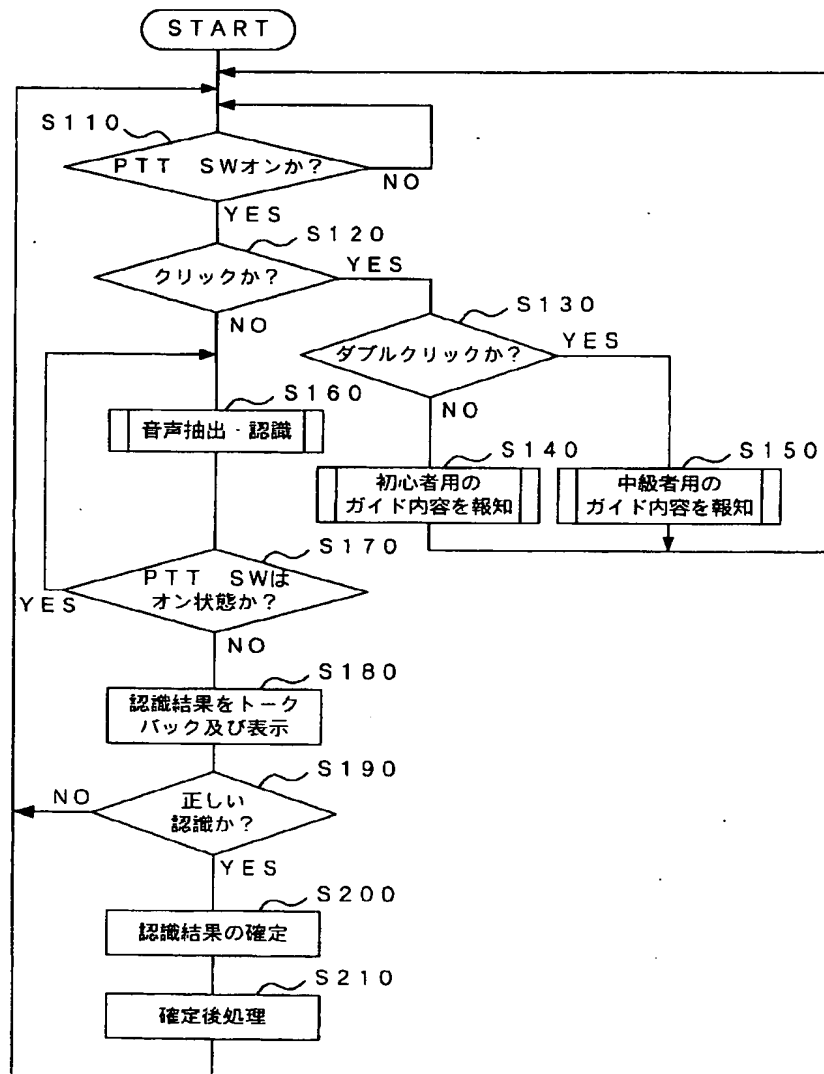 START
S110
PTT SWオンか?
NO
YES
S120
クリックか?
YES
NO
S130
ダブルクリックか?
YES
NO
S160
音声抽出・認識
S140
初心者用の
ガイド内容を報知
S150
中級者用の
ガイド内容を報知
S170
PTT SWは
オン状態か?
YES
NO
S180
認識結果をトーク
バック及び表示
S190
正しい
認識か?
NO
YES
S200
認識結果の確定
S210
確定後処理